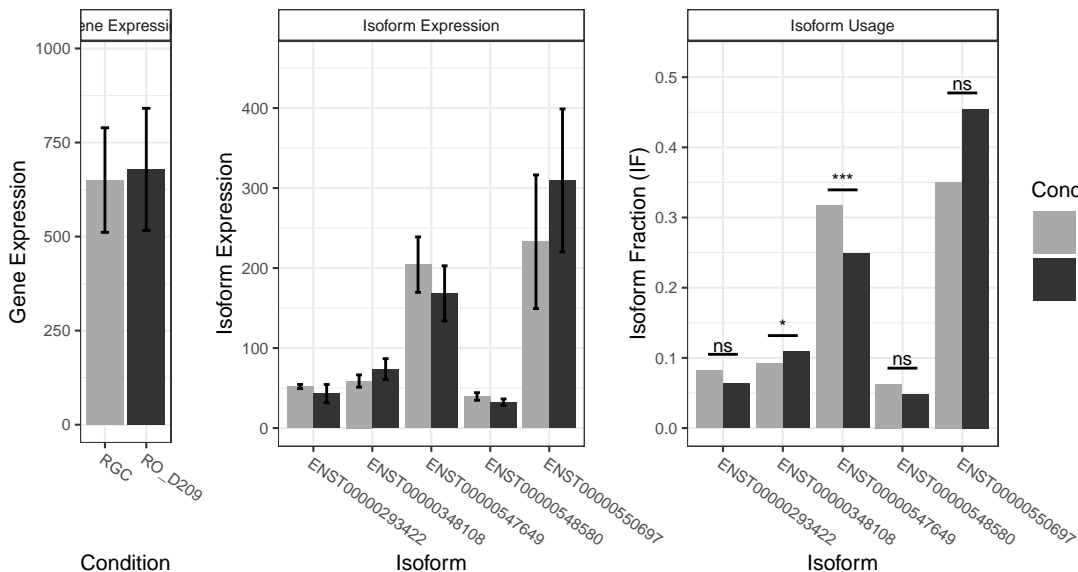 ene Expressi
Isoform Expression
Isoform Usage
Gene Expression
1000
750
500
250
0
RGC
RO_D209
Condition
Isoform Expression
400
300
200
100
0
ENST00000293422
ENST00000348108
ENST00000547649
ENST00000548580
ENST00000550697
Isoform
Isoform Fraction (IF)
0.5
0.4
0.3
0.2
0.1
0.0
ns
*
***
ns
ns
ENST00000293422
ENST00000348108
ENST00000547649
ENST00000548580
ENST00000550697
Isoform
Cond